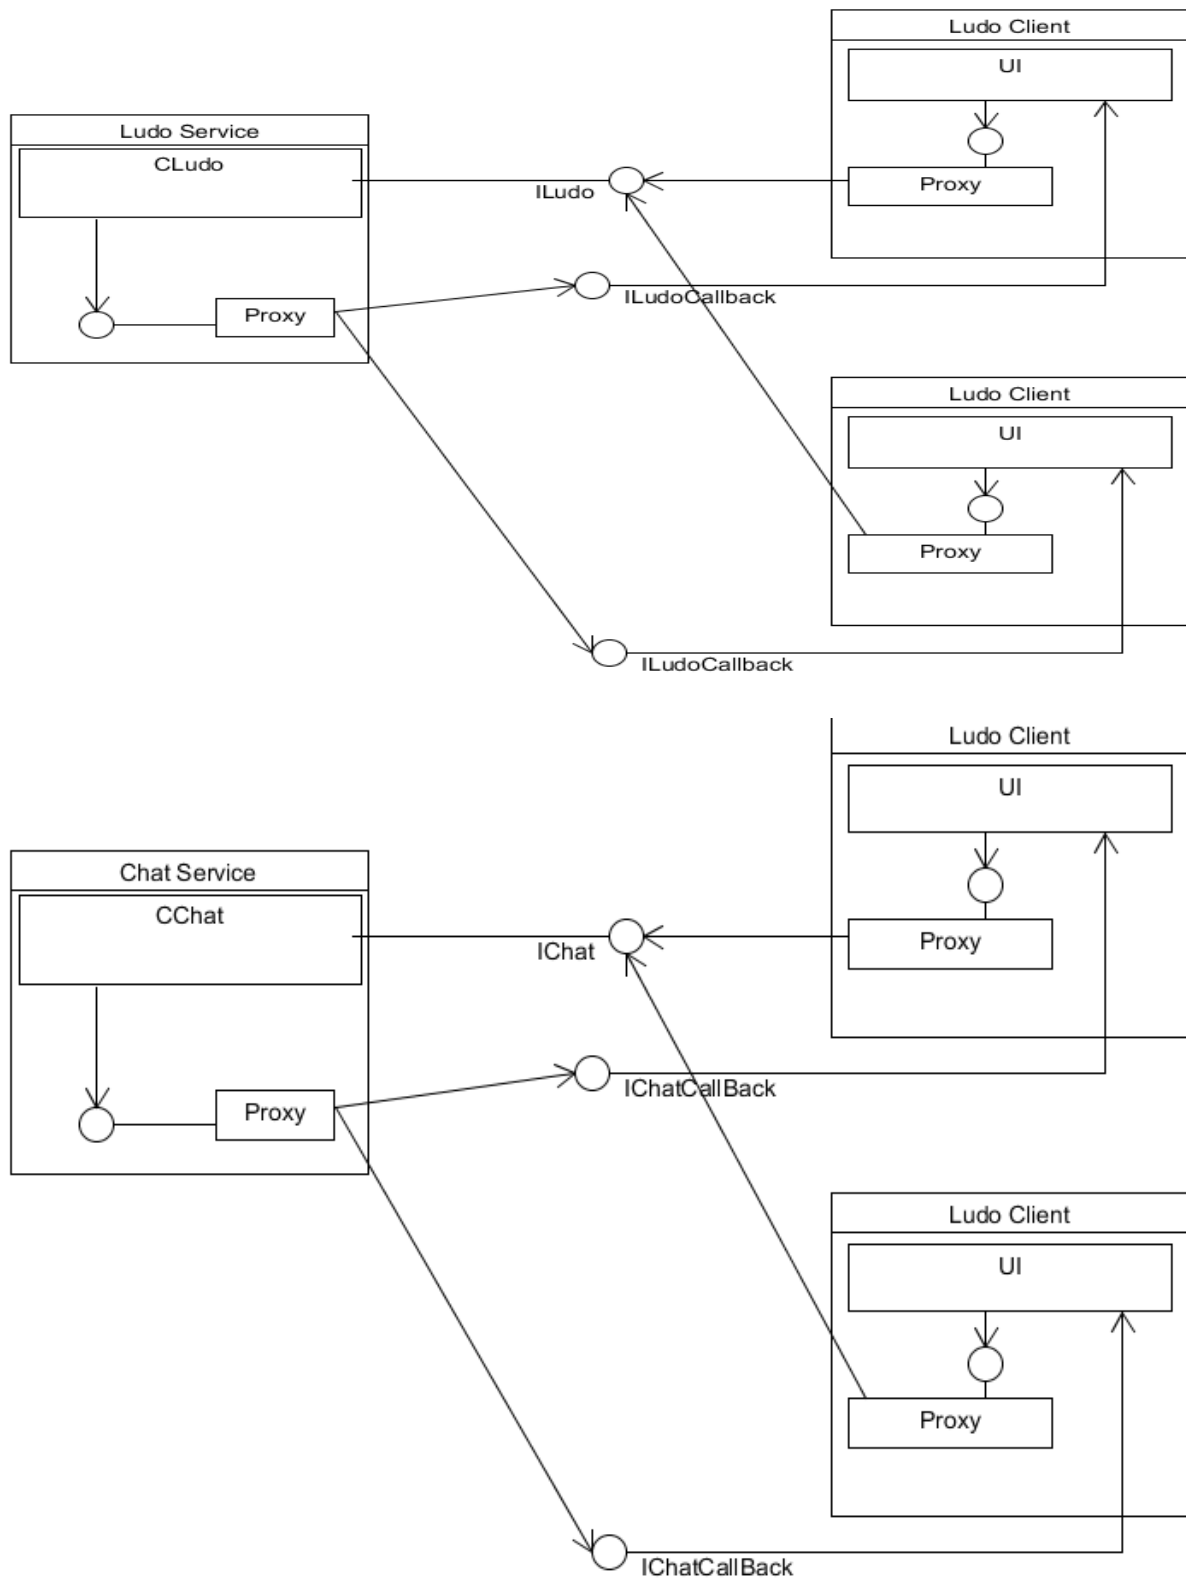 Ludo Client
UI
Ludo Service
CLudo
Proxy
ILudo
ILudoCallback
Proxy
Ludo Client
UI
Proxy
ILudoCallback
Ludo Client
UI
Chat Service
CChat
Proxy
IChat
IChatCallBack
Proxy
Ludo Client
UI
Proxy
IChatCallBack